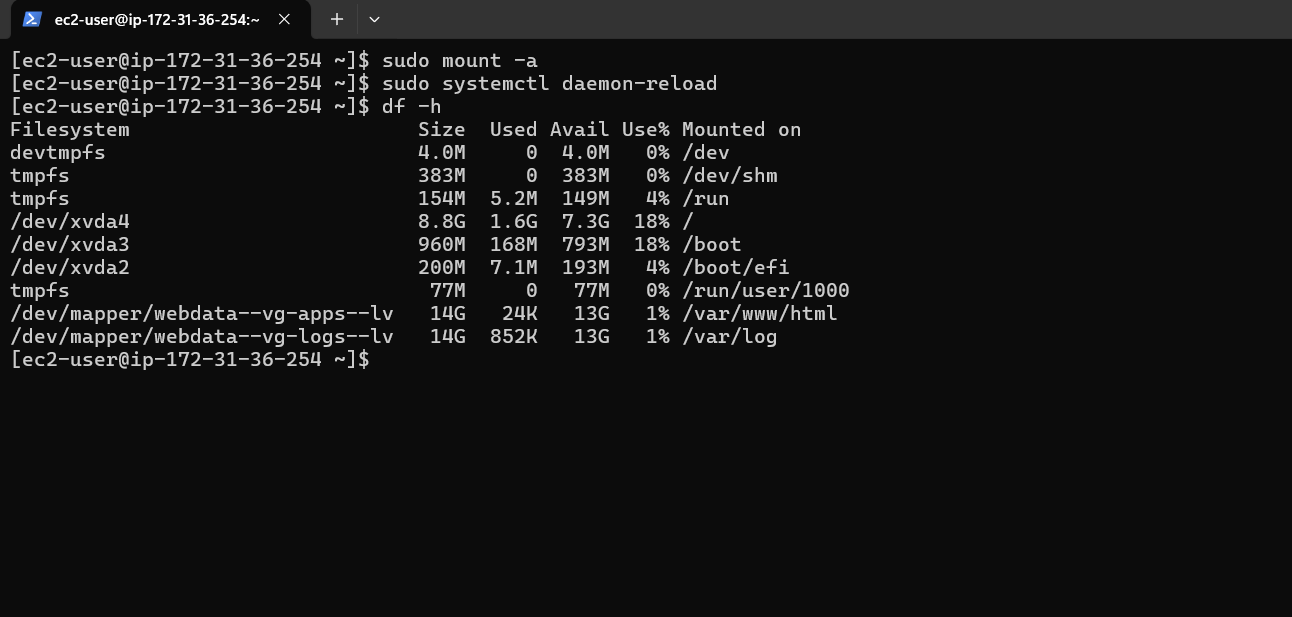 ec2-user@ip-172-31-36-254:~
[ec2-user@ip-172-31-36-254 ~]$ sudo mount -a
[ec2-user@ip-172-31-36-254 ~]$ sudo systemctl daemon-reload
[ec2-user@ip-172-31-36-254 ~]$ df -h
Filesystem                        Size  Used Avail Use% Mounted on
devtmpfs                          4.0M     0  4.0M   0% /dev
tmpfs                             383M     0  383M   0% /dev/shm
tmpfs                             154M  5.2M  149M   4% /run
/dev/xvda4                        8.8G  1.6G  7.3G  18% /
/dev/xvda3                        960M  168M  793M  18% /boot
/dev/xvda2                        200M  7.1M  193M   4% /boot/efi
tmpfs                              77M     0   77M   0% /run/user/1000
/dev/mapper/webdata--vg-apps--lv   14G   24K   13G   1% /var/www/html
/dev/mapper/webdata--vg-logs--lv   14G  852K   13G   1% /var/log
[ec2-user@ip-172-31-36-254 ~]$